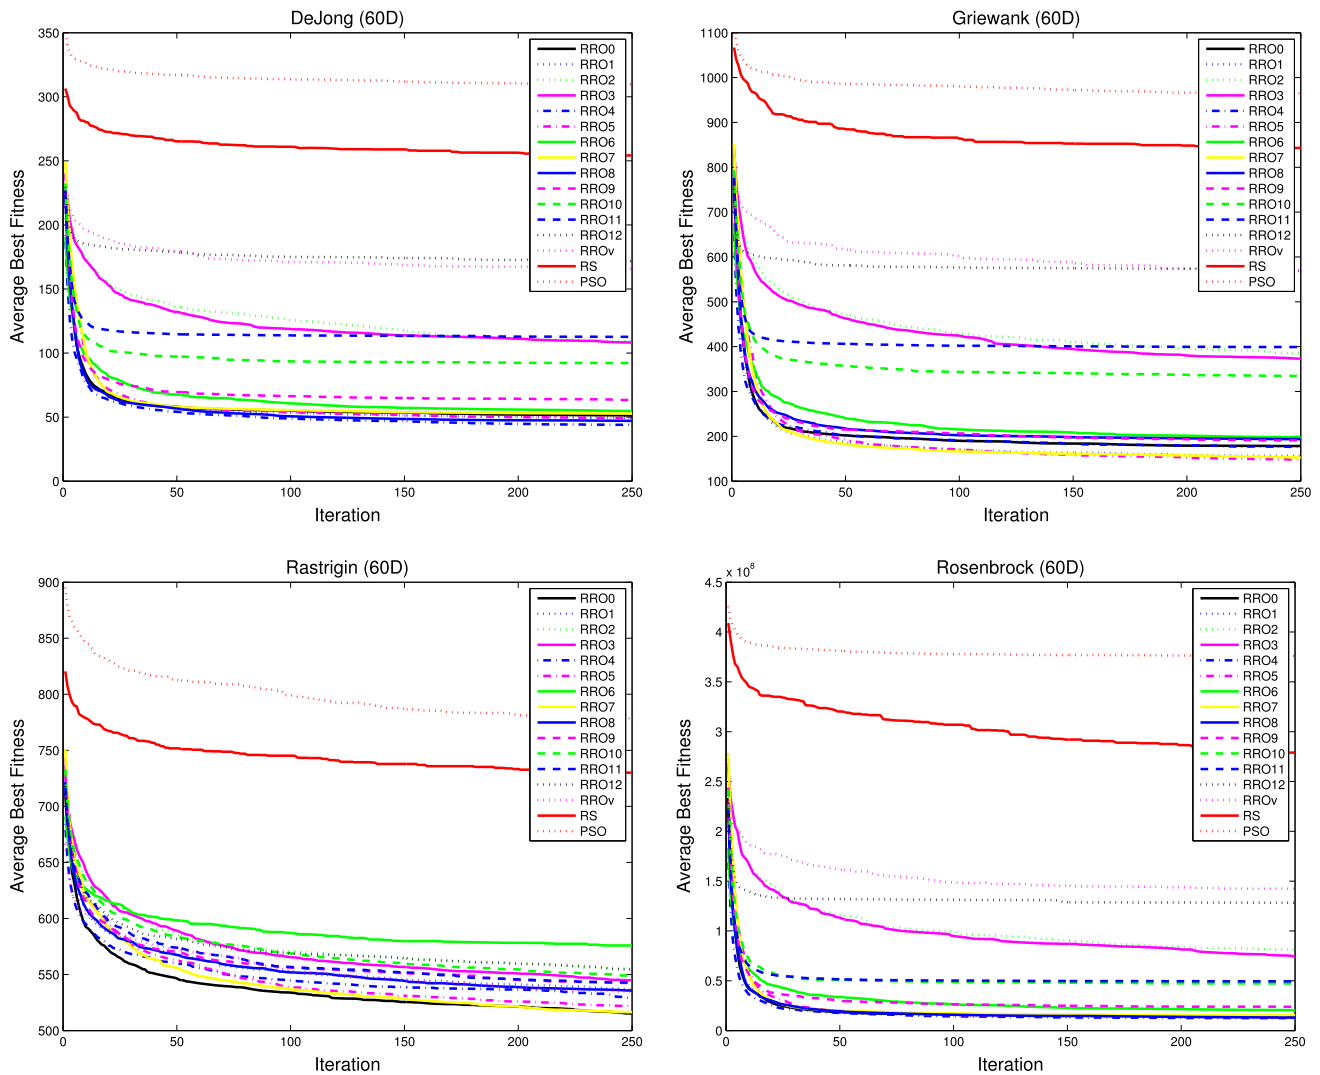 DeJong (60D)
350
300
250
200
150
100
50
0
0 50 100 150 200 250
Average Best Fitness
Iteration
RRO0
RRO1
RRO2
RRO3
RRO4
RRO5
RRO6
RRO7
RRO8
RRO9
RRO10
RRO11
RRO12
RROv
RS
PSO
Griewank (60D)
1100
1000
900
800
700
600
500
400
300
200
100
0 50 100 150 200 250
Average Best Fitness
Iteration
RRO0
RRO1
RRO2
RRO3
RRO4
RRO5
RRO6
RRO7
RRO8
RRO9
RRO10
RRO11
RRO12
RROv
RS
PSO
Rastrigin (60D)
900
850
800
750
700
650
600
550
500
0 50 100 150 200 250
Average Best Fitness
Iteration
RRO0
RRO1
RRO2
RRO3
RRO4
RRO5
RRO6
RRO7
RRO8
RRO9
RRO10
RRO11
RRO12
RROv
RS
PSO
Rosenbrock (60D)
x 10^8
4.5
4
3.5
3
2.5
2
1.5
1
0.5
0
0 50 100 150 200 250
Average Best Fitness
Iteration
RRO0
RRO1
RRO2
RRO3
RRO4
RRO5
RRO6
RRO7
RRO8
RRO9
RRO10
RRO11
RRO12
RROv
RS
PSO